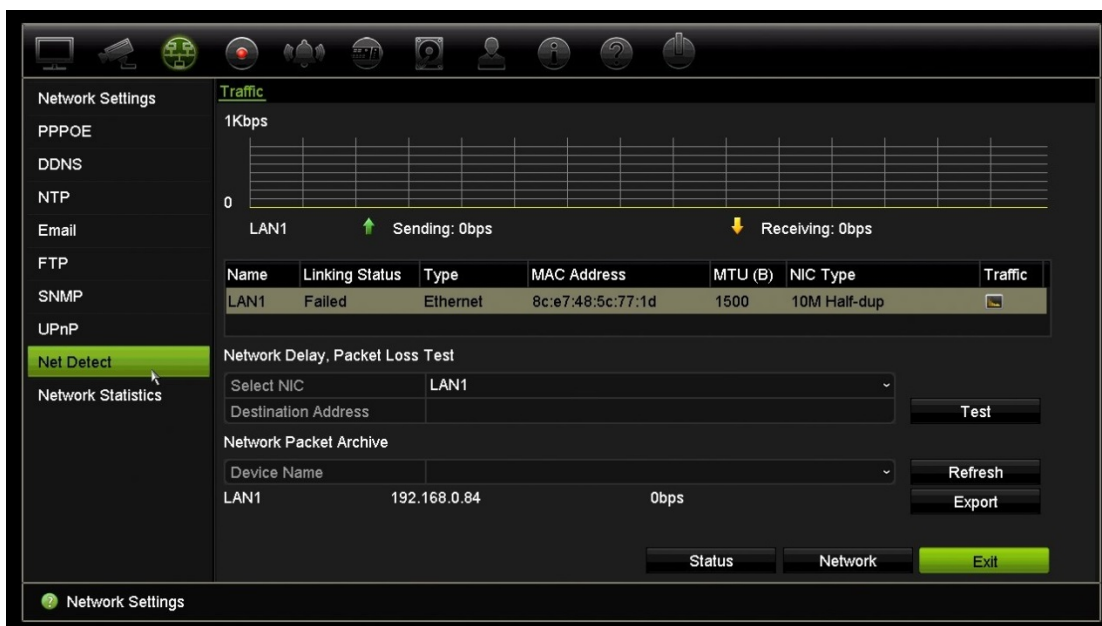 Network Settings
PPPOE
DDNS
NTP
Email
FTP
SNMP
UPnP
Net Detect
Network Statistics
Traffic
1Kbps
0
LAN1 Sending: 0bps Receiving: 0bps
Name Linking Status Type MAC Address MTU (B) NIC Type Traffic
LAN1 Failed Ethernet 8c:e7:48:5c:77:1d 1500 10M Half-dup
Network Delay, Packet Loss Test
Select NIC LAN1
Destination Address Test
Network Packet Archive
Device Name Refresh
LAN1 192.168.0.84 0bps Export
Status Network Exit
Network Settings